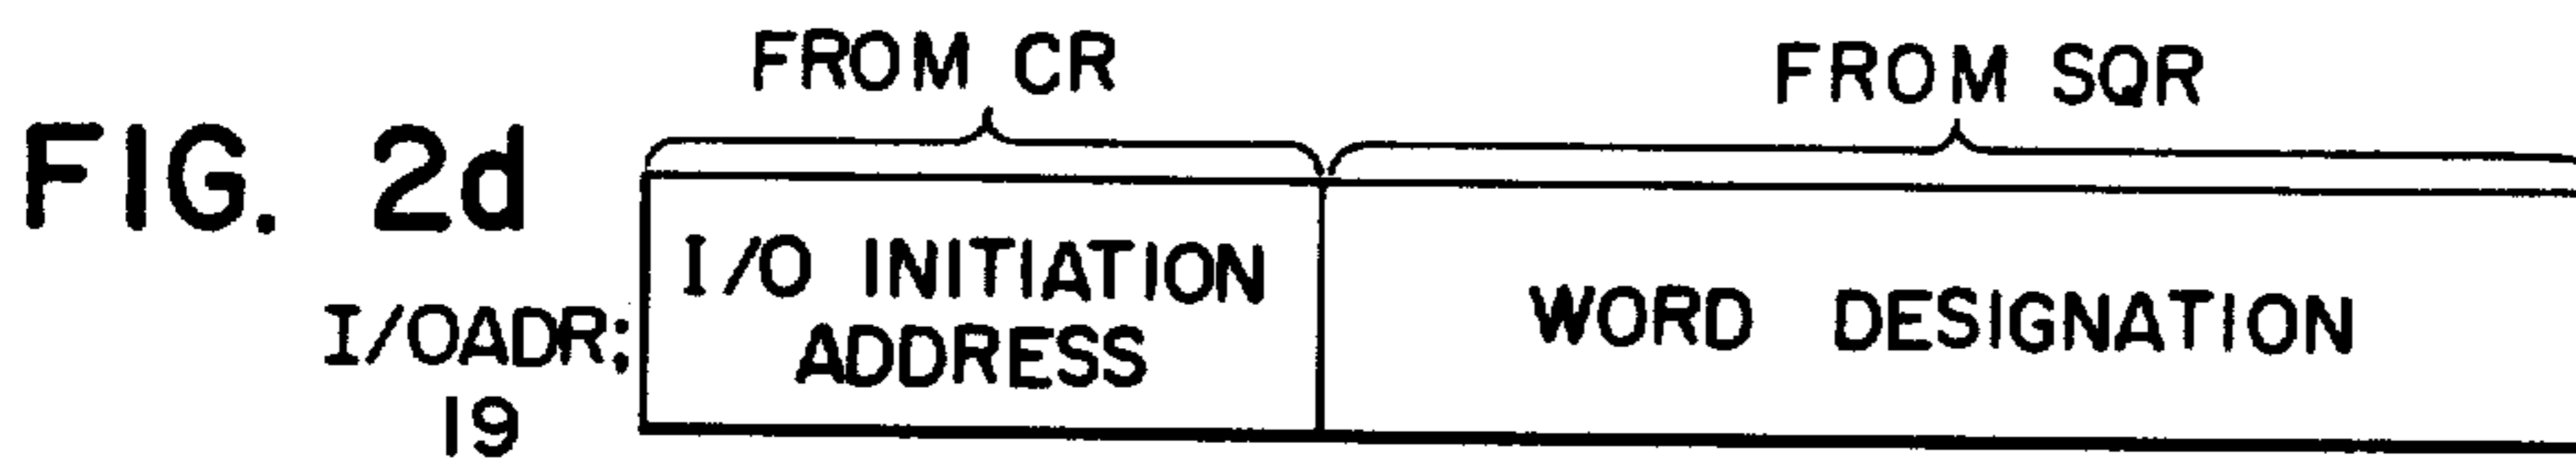 FROM CR
FROM SQR
FIG. 2d
I/O INITIATION
ADDRESS
WORD DESIGNATION
I/OADR;
19